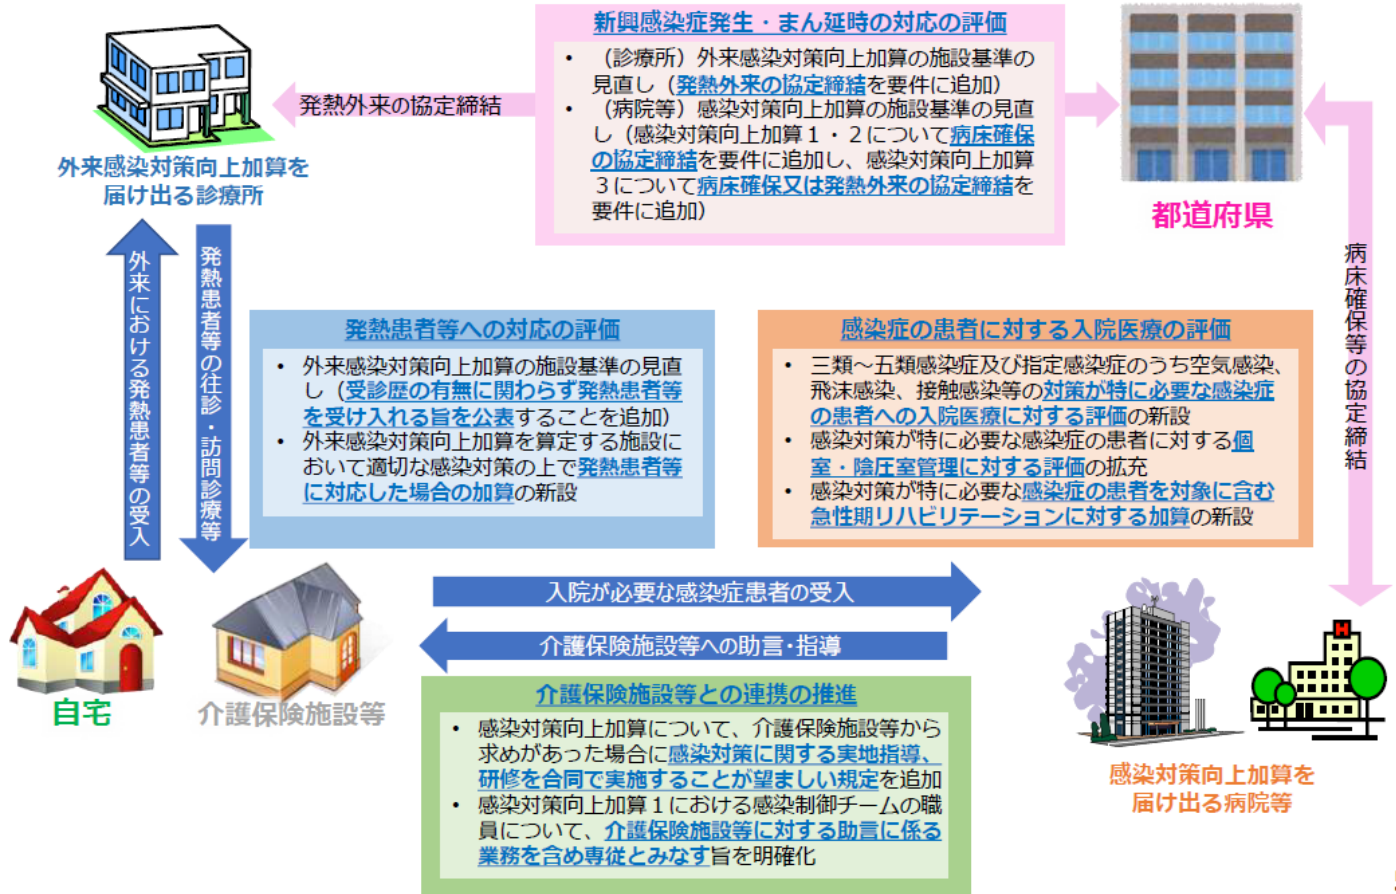 新興感染症発生・まん延時の対応の評価
• （診療所）外来感染対策向上加算の施設基準の
見直し（発熱外来の協定締結を要件に追加）
• （病院等）感染対策向上加算の施設基準の見直
し（感染対策向上加算１・２について病床確保
の協定締結を要件に追加し、感染対策向上加算
３について病床確保又は発熱外来の協定締結を
要件に追加）
発熱外来の協定締結
外来感染対策向上加算を
届け出る診療所
都道府県
病床確保等の協定締結
外来における発熱患者等の受入
発熱患者等の往診・訪問診療等
発熱患者等への対応の評価
• 外来感染対策向上加算の施設基準の見直
し（受診歴の有無に関わらず発熱患者等
を受け入れる旨を公表することを追加）
• 外来感染対策向上加算を算定する施設に
おいて適切な感染対策の上で発熱患者等
に対応した場合の加算の新設
感染症の患者に対する入院医療の評価
• 三類～五類感染症及び指定感染症のうち空気感染、
飛沫感染、接触感染等の対策が特に必要な感染症
の患者への入院医療に対する評価の新設
• 感染対策が特に必要な感染症の患者に対する個
室・陰圧室管理に対する評価の拡充
• 感染対策が特に必要な感染症の患者を対象に含む
急性期リハビリテーションに対する加算の新設
入院が必要な感染症患者の受入
介護保険施設等への助言・指導
自宅
介護保険施設等
介護保険施設等との連携の推進
• 感染対策向上加算について、介護保険施設等から
求めがあった場合に感染対策に関する実地指導、
研修を合同で実施することが望ましい規定を追加
• 感染対策向上加算１における感染制御チームの職
員について、介護保険施設等に対する助言に係る
業務を含め専従とみなす旨を明確化
H
感染対策向上加算を
届け出る病院等